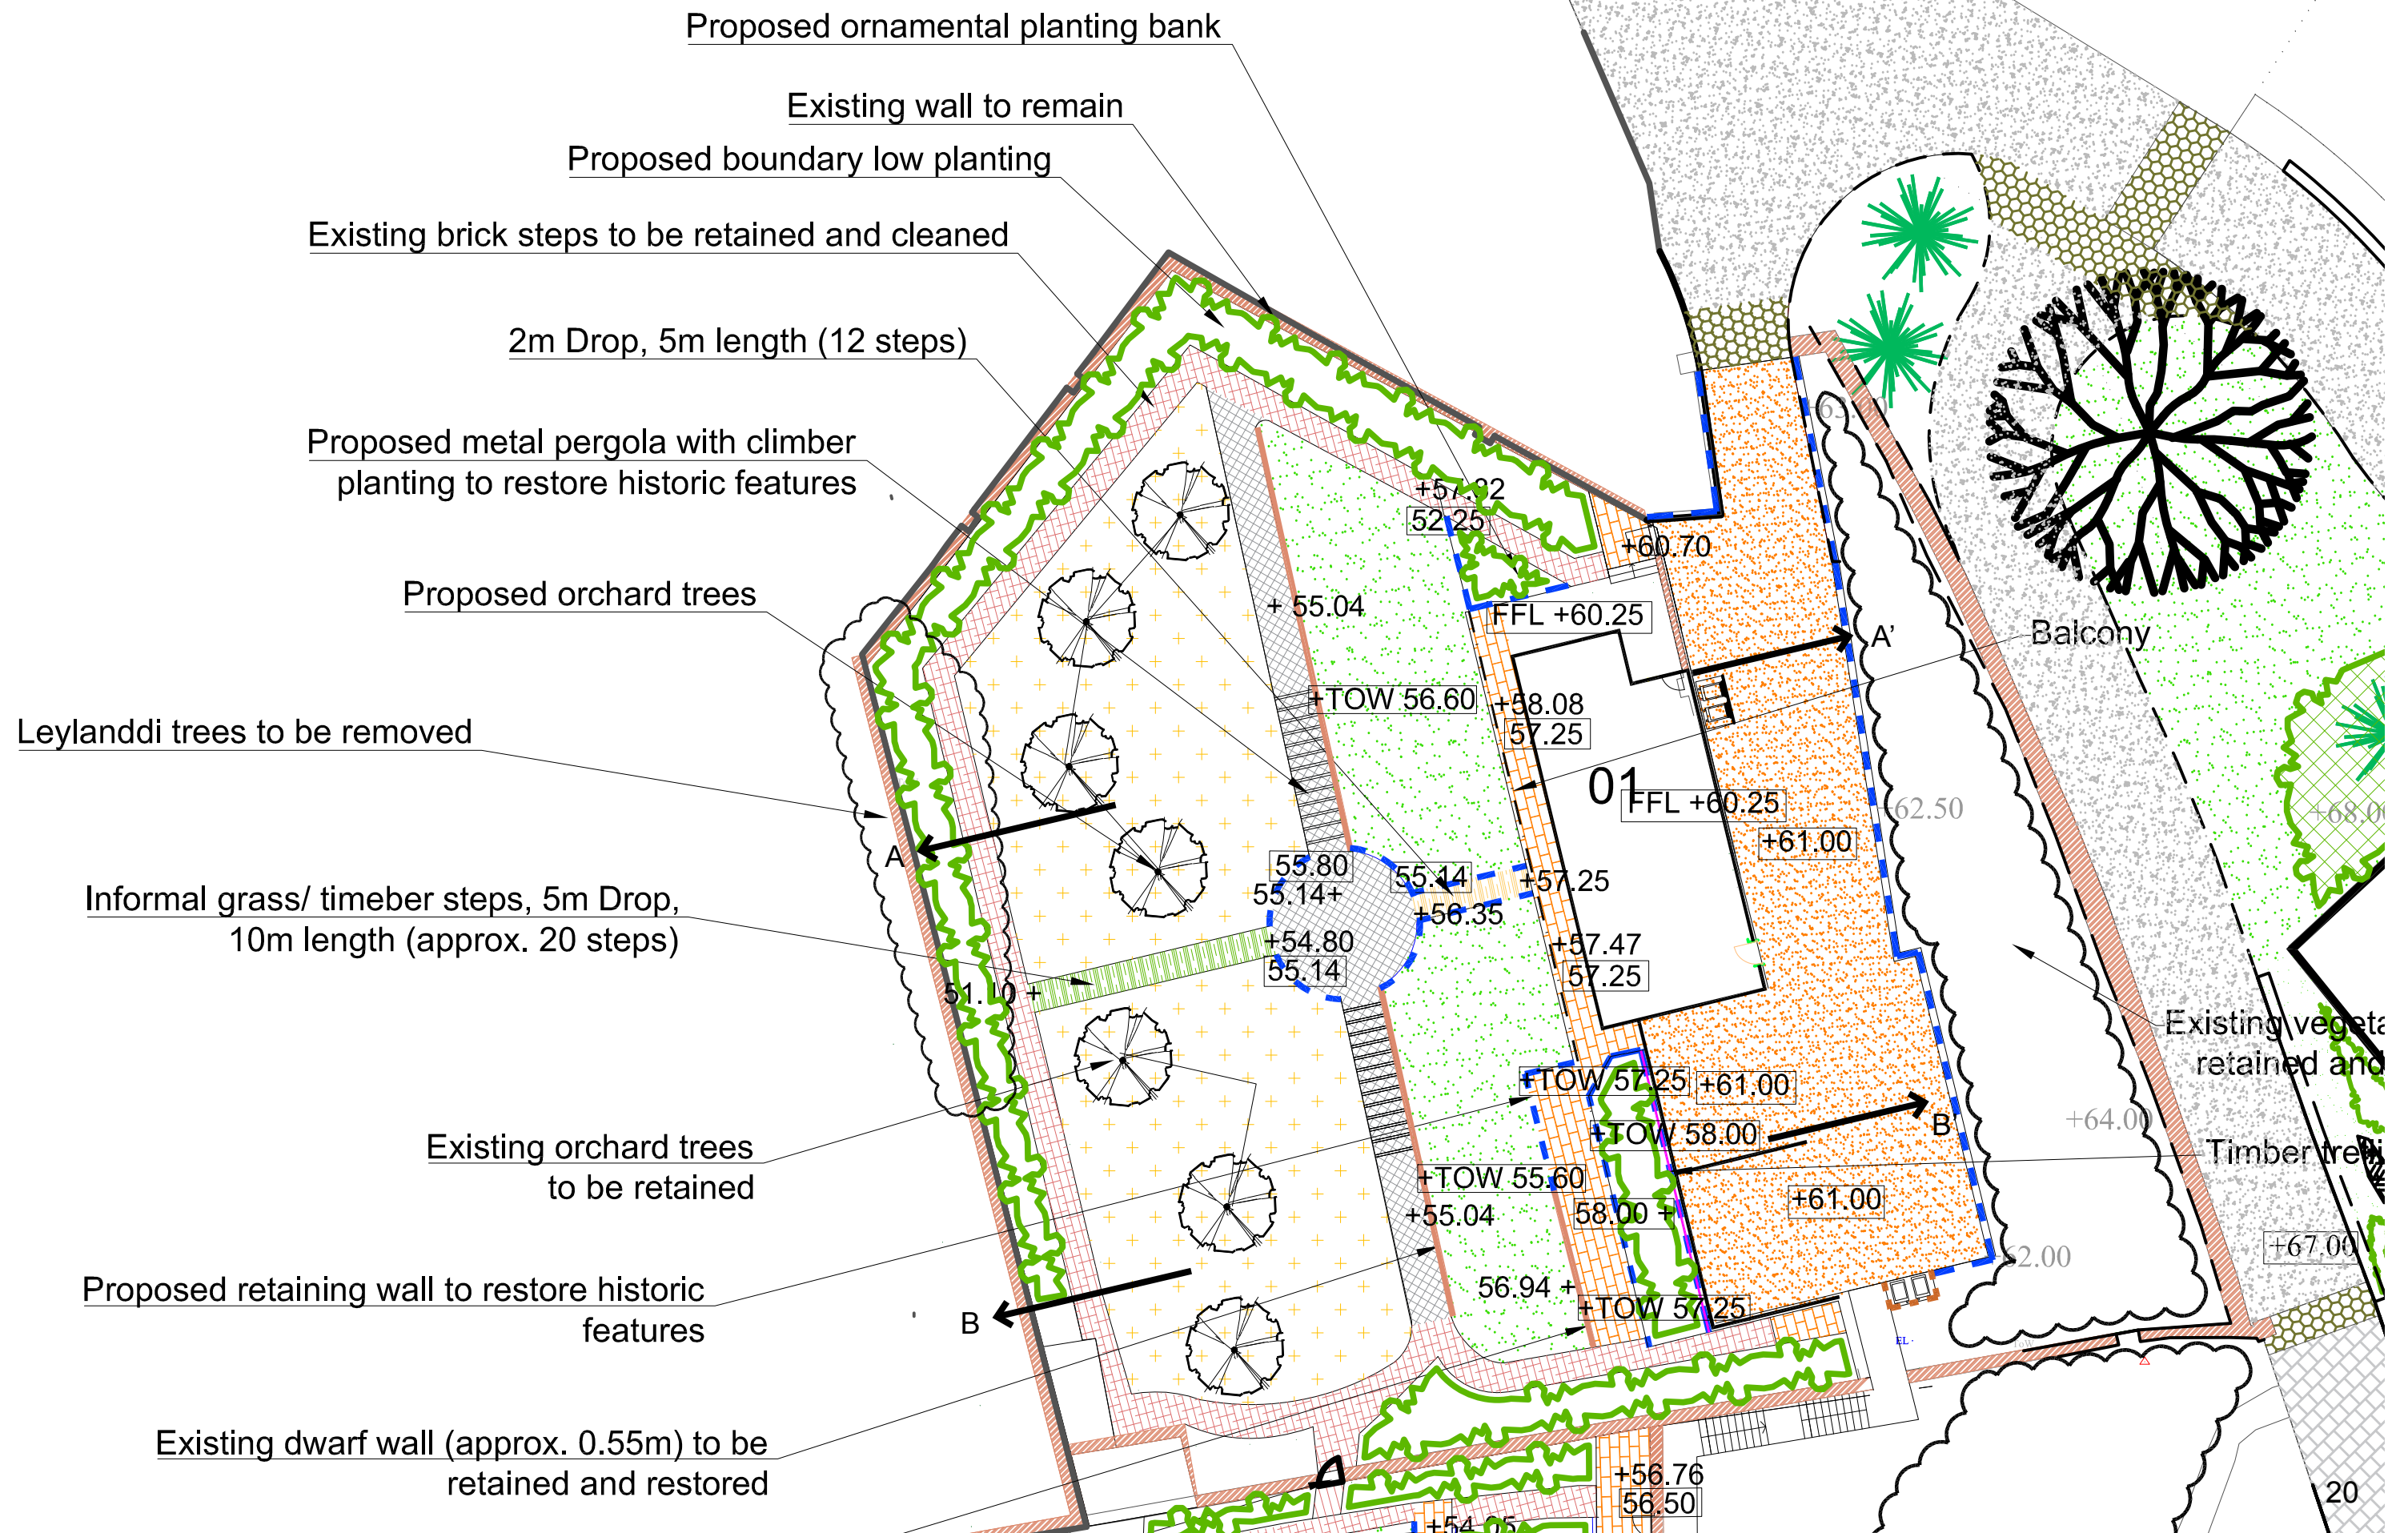 Proposed ornamental planting bank
Existing wall to remain
Proposed boundary low planting
Existing brick steps to be retained and cleaned
2m Drop, 5m length (12 steps)
Proposed metal pergola with climber
planting to restore historic features
Proposed orchard trees
Leylanddi trees to be removed
Informal grass/ timeber steps, 5m Drop,
10m length (approx. 20 steps)
Existing orchard trees
to be retained
Proposed retaining wall to restore historic
features
Existing dwarf wall (approx. 0.55m) to be
retained and restored
52.25
+60.70
+ 55.04
FFL +60.25
A'
Balcony
+TOW 56.60
+58.08
57.25
01
FFL +60.25
+62.50
+61.00
A
55.80
55.14+
55.14
+57.25
+56.35
+54.80
55.14
+57.47
57.25
Existing
retained and
+TOW 57.25
+61.00
+TOW 58.00
B
+64.00
Timber
+TOW 55.60
+55.04
58.00 +
+61.00
+67.00
56.94 +
+TOW 57.25
B
EL
+56.76
56.50
20